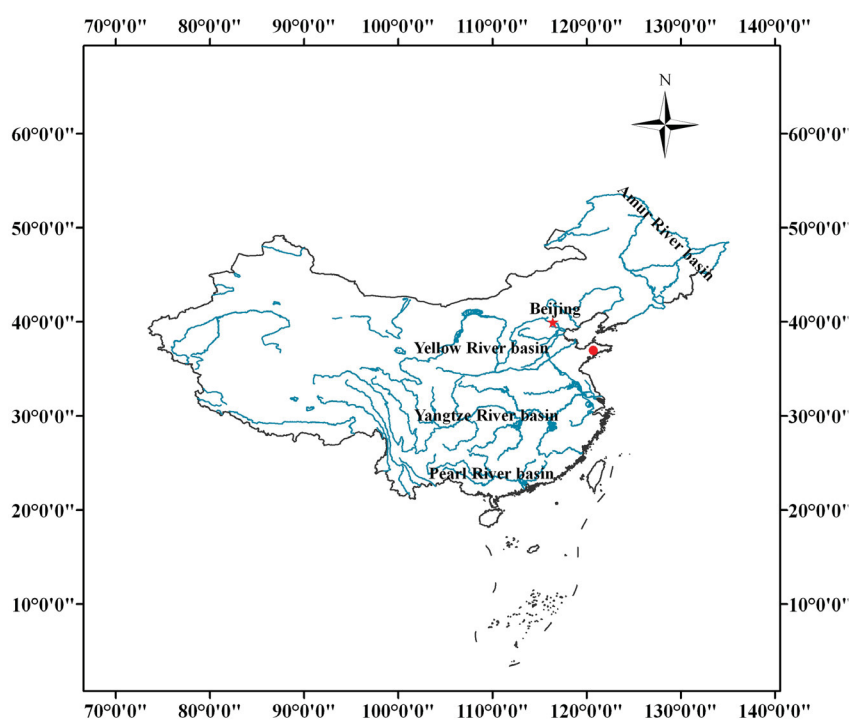 70°0'0" 80°0'0" 90°0'0" 100°0'0" 110°0'0" 120°0'0" 130°0'0" 140°0'0"
N
60°0'0" 60°0'0"
Amur River basin
50°0'0" 50°0'0"
Beijing
40°0'0" 40°0'0"
Yellow River basin
30°0'0" Yangtze River basin 30°0'0"
Pearl River basin
20°0'0" 20°0'0"
10°0'0" 10°0'0"
70°0'0" 80°0'0" 90°0'0" 100°0'0" 110°0'0" 120°0'0" 130°0'0" 140°0'0"